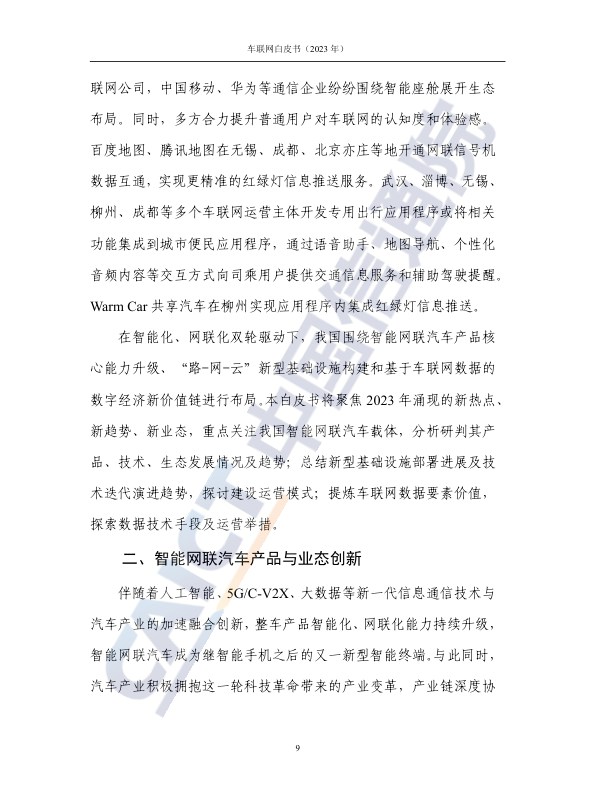 车联网白皮书（2023 年）
联网公司，中国移动、华为等通信企业纷纷围绕智能座舱展开生态
布局。同时，多方合力提升普通用户对车联网的认知度和体验感。
百度地图、腾讯地图在无锡、成都、北京亦庄等地开通网联信号机
数据互通，实现更精准的红绿灯信息推送服务。武汉、淄博、无锡、
柳州、成都等多个车联网运营主体开发专用出行应用程序或将相关
功能集成到城市便民应用程序，通过语音助手、地图导航、个性化
音频内容等交互方式向司乘用户提供交通信息服务和辅助驾驶提醒。
Warm Car 共享汽车在柳州实现应用程序内集成红绿灯信息推送。
在智能化、网联化双轮驱动下，我国围绕智能网联汽车产品核
心能力升级、“路-网-云”新型基础设施构建和基于车联网数据的
数字经济新价值链进行布局。本白皮书将聚焦 2023 年涌现的新热点、
新趋势、新业态，重点关注我国智能网联汽车载体，分析研判其产
品、技术、生态发展情况及趋势；总结新型基础设施部署进展及技
术迭代演进趋势，探讨建设运营模式；提炼车联网数据要素价值，
探索数据技术手段及运营举措。
二、智能网联汽车产品与业态创新
伴随着人工智能、5G/C-V2X、大数据等新一代信息通信技术与
汽车产业的加速融合创新，整车产品智能化、网联化能力持续升级，
智能网联汽车成为继智能手机之后的又一新型智能终端。与此同时，
汽车产业积极拥抱这一轮科技革命带来的产业变革，产业链深度协
9
CAICT 中国信通院